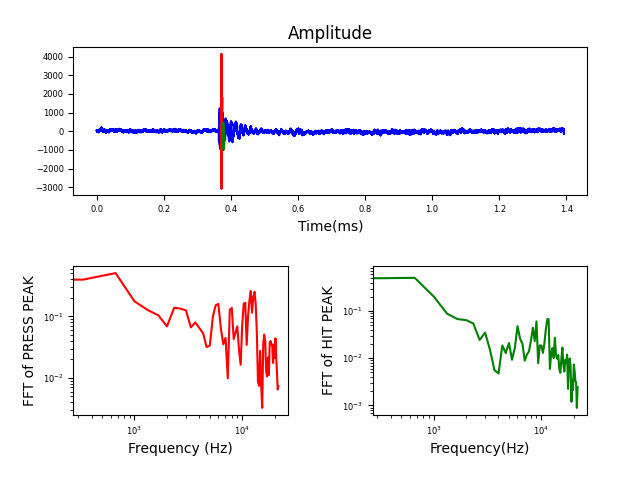 Amplitude
4000
3000
2000
1000
0
−1000
−2000
−3000
0.0 0.2 0.4 0.6 0.8 1.0 1.2 1.4
Time(ms)
FFT of PRESS PEAK
10⁻¹
10⁻²
10³ 10⁴
Frequency (Hz)
FFT of HIT PEAK
10⁻¹
10⁻²
10⁻³
10³ 10⁴
Frequency(Hz)